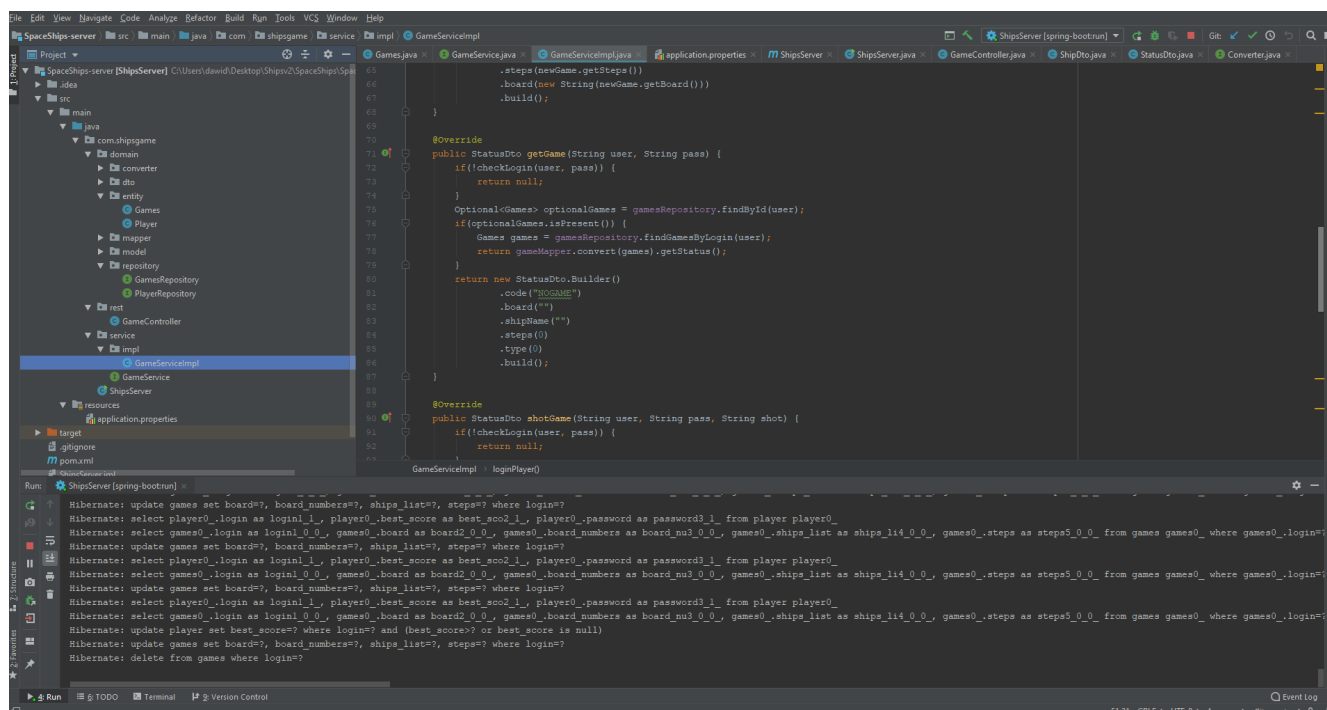 File Edit View Navigate Code Analyze Refactor Build Run Tools VCS Window Help
SpaceShips-server src main java com shipsgame service impl GameServiceImpl
ShipsServer [spring-boot:run] Git:
Project
Games.java GameService.java GameServiceImpl.java application.properties ShipsServer ShipsServer.java GameController.java ShipDto.java StatusDto.java Converter.java
1: Project
SpaceShips-server [ShipsServer] C:\Users\dawid\Desktop\Shipsv2\SpaceShips\Spa
.idea
src
main
java
com.shipsgame
domain
converter
dto
entity
Games
Player
mapper
model
repository
GamesRepository
PlayerRepository
rest
GameController
service
impl
GameServiceImpl
GameService
ShipsServer
resources
application.properties
target
.gitignore
pom.xml
ShipsServer.iml
65 .steps(newGame.getSteps())
66 .board(new String(newGame.getBoard()))
67 .build();
68 }
69
70 @Override
71 public StatusDto getGame(String user, String pass) {
72 if(!checkLogin(user, pass)) {
73 return null;
74 }
75 Optional<Games> optionalGames = gamesRepository.findById(user);
76 if(optionalGames.isPresent()) {
77 Games games = gamesRepository.findGamesByLogin(user);
78 return gameMapper.convert(games).getStatus();
79 }
80 return new StatusDto.Builder()
81 .code("NOGAME")
82 .board("")
83 .shipName("")
84 .steps(0)
85 .type(0)
86 .build();
87 }
88
89 @Override
90 public StatusDto shotGame(String user, String pass, String shot) {
91 if(!checkLogin(user, pass)) {
92 return null;
GameServiceImpl loginPlayer()
Run: ShipsServer [spring-boot:run]
Hibernate: update games set board=?, board_numbers=?, ships_list=?, steps=? where login=?
Hibernate: select player0_.login as login1_1_, player0_.best_score as best_sco2_1_, player0_.password as password3_1_ from player player0_
Hibernate: select games0_.login as login1_0_0_, games0_.board as board2_0_0_, games0_.board_numbers as board_nu3_0_0_, games0_.ships_list as ships_li4_0_0_, games0_.steps as steps5_0_0_ from games games0_ where games0_.login=?
Hibernate: update games set board=?, board_numbers=?, ships_list=?, steps=? where login=?
Hibernate: select player0_.login as login1_1_, player0_.best_score as best_sco2_1_, player0_.password as password3_1_ from player player0_
Hibernate: select games0_.login as login1_0_0_, games0_.board as board2_0_0_, games0_.board_numbers as board_nu3_0_0_, games0_.ships_list as ships_li4_0_0_, games0_.steps as steps5_0_0_ from games games0_ where games0_.login=?
Hibernate: update games set board=?, board_numbers=?, ships_list=?, steps=? where login=?
Hibernate: select player0_.login as login1_1_, player0_.best_score as best_sco2_1_, player0_.password as password3_1_ from player player0_
Hibernate: select games0_.login as login1_0_0_, games0_.board as board2_0_0_, games0_.board_numbers as board_nu3_0_0_, games0_.ships_list as ships_li4_0_0_, games0_.steps as steps5_0_0_ from games games0_ where games0_.login=?
Hibernate: update player set best_score=? where login=? and (best_score>? or best_score is null)
Hibernate: update games set board=?, board_numbers=?, ships_list=?, steps=? where login=?
Hibernate: delete from games where login=?
7: Structure
2: Favorites
4: Run 6: TODO Terminal 9: Version Control
Event Log